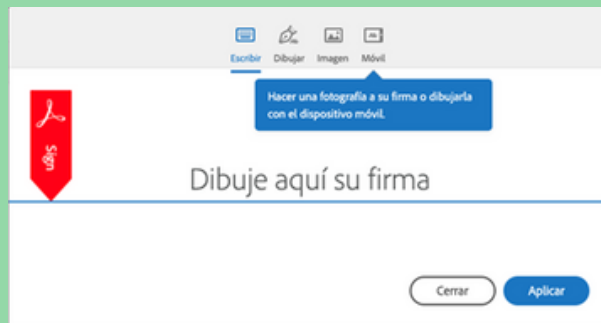 Escribir Dibujar Imagen Móvil
Hacer una fotografía a su firma o dibujarla
con el dispositivo móvil.
Sign
Dibuje aquí su firma
Cerrar Aplicar